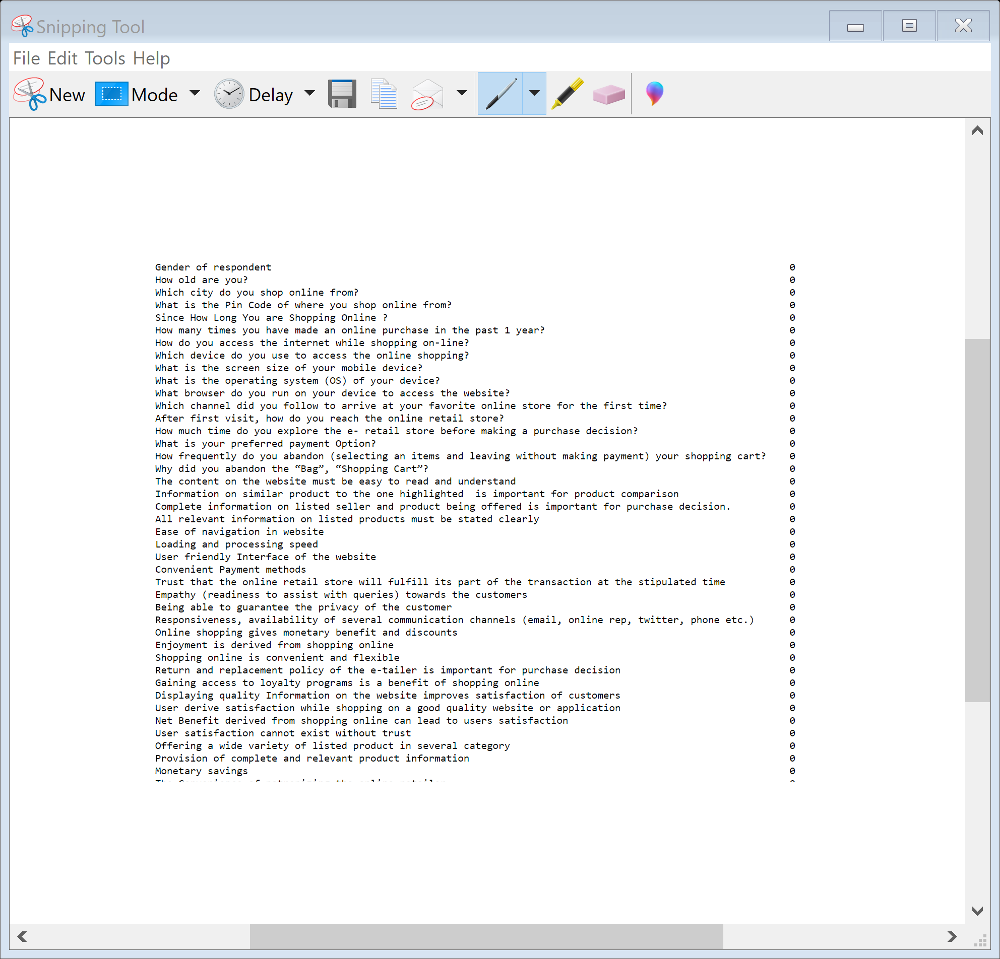 Snipping Tool
File Edit Tools Help
New Mode Delay
Gender of respondent 0
How old are you? 0
Which city do you shop online from? 0
What is the Pin Code of where you shop online from? 0
Since How Long You are Shopping Online ? 0
How many times you have made an online purchase in the past 1 year? 0
How do you access the internet while shopping on-line? 0
Which device do you use to access the online shopping? 0
What is the screen size of your mobile device? 0
What is the operating system (OS) of your device? 0
What browser do you run on your device to access the website? 0
Which channel did you follow to arrive at your favorite online store for the first time? 0
After first visit, how do you reach the online retail store? 0
How much time do you explore the e- retail store before making a purchase decision? 0
What is your preferred payment Option? 0
How frequently do you abandon (selecting an items and leaving without making payment) your shopping cart? 0
Why did you abandon the “Bag”, “Shopping Cart”? 0
The content on the website must be easy to read and understand 0
Information on similar product to the one highlighted  is important for product comparison 0
Complete information on listed seller and product being offered is important for purchase decision. 0
All relevant information on listed products must be stated clearly 0
Ease of navigation in website 0
Loading and processing speed 0
User friendly Interface of the website 0
Convenient Payment methods 0
Trust that the online retail store will fulfill its part of the transaction at the stipulated time 0
Empathy (readiness to assist with queries) towards the customers 0
Being able to guarantee the privacy of the customer 0
Responsiveness, availability of several communication channels (email, online rep, twitter, phone etc.) 0
Online shopping gives monetary benefit and discounts 0
Enjoyment is derived from shopping online 0
Shopping online is convenient and flexible 0
Return and replacement policy of the e-tailer is important for purchase decision 0
Gaining access to loyalty programs is a benefit of shopping online 0
Displaying quality Information on the website improves satisfaction of customers 0
User derive satisfaction while shopping on a good quality website or application 0
Net Benefit derived from shopping online can lead to users satisfaction 0
User satisfaction cannot exist without trust 0
Offering a wide variety of listed product in several category 0
Provision of complete and relevant product information 0
Monetary savings 0
The Convenience of patronizing the online retailer 0